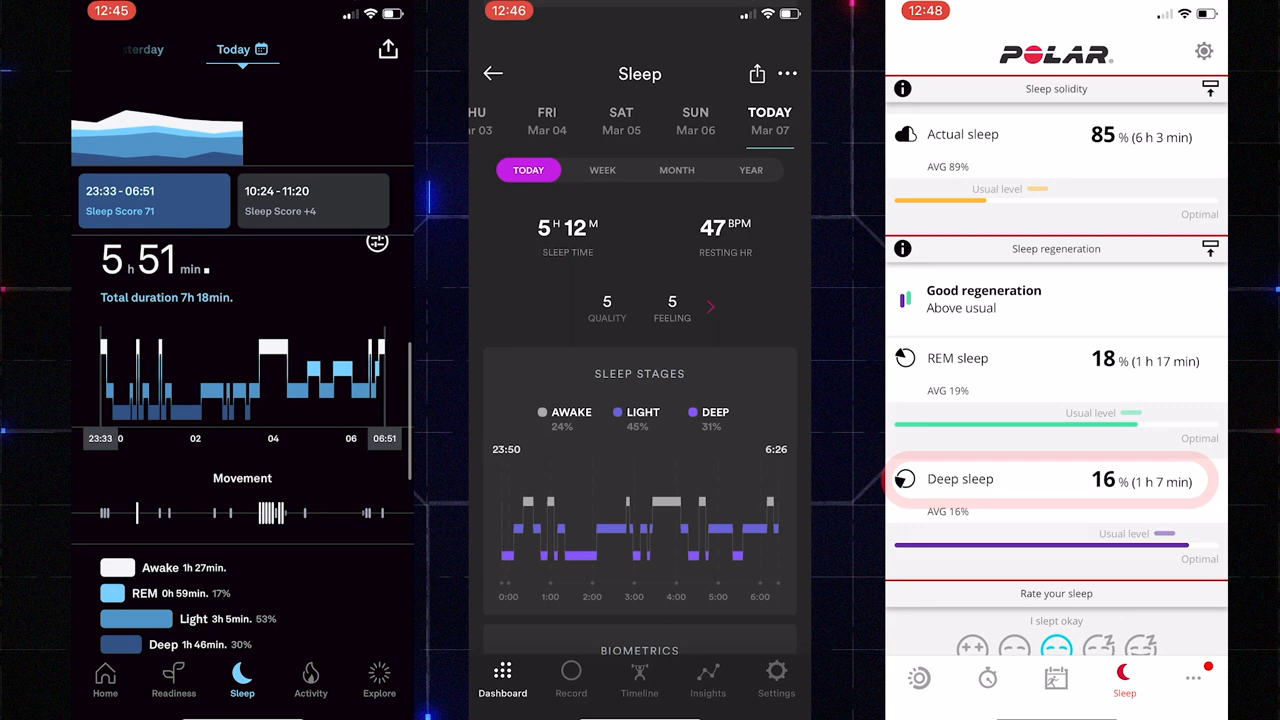 12:45
terday
Today
23:33 - 06:51
Sleep Score 71
10:24 - 11:20
Sleep Score +4
5 h 51 min.
Total duration 7h 18min.
23:33
0
02
04
06
06:51
Movement
Awake 1h 27min.
REM 0h 59min. 17%
Light 3h 5min. 53%
Deep 1h 46min. 30%
Home
Readiness
Sleep
Activity
Explore
12:46
Sleep
HU
FRI
SAT
SUN
TODAY
r 03
Mar 04
Mar 05
Mar 06
Mar 07
TODAY
WEEK
MONTH
YEAR
5 H 12 M
47 BPM
SLEEP TIME
RESTING HR
5
5
QUALITY
FEELING
SLEEP STAGES
AWAKE
LIGHT
DEEP
24%
45%
31%
23:50
6:26
0:00
1:00
2:00
3:00
4:00
5:00
6:00
BIOMETRICS
Dashboard
Record
Timeline
Insights
Settings
12:48
POLAR
Sleep solidity
Actual sleep
85 % (6 h 3 min)
AVG 89%
Usual level
Optimal
Sleep regeneration
Good regeneration
Above usual
REM sleep
18 % (1 h 17 min)
AVG 19%
Usual level
Optimal
Deep sleep
16 % (1 h 7 min)
AVG 16%
Usual level
Optimal
Rate your sleep
I slept okay
Sleep